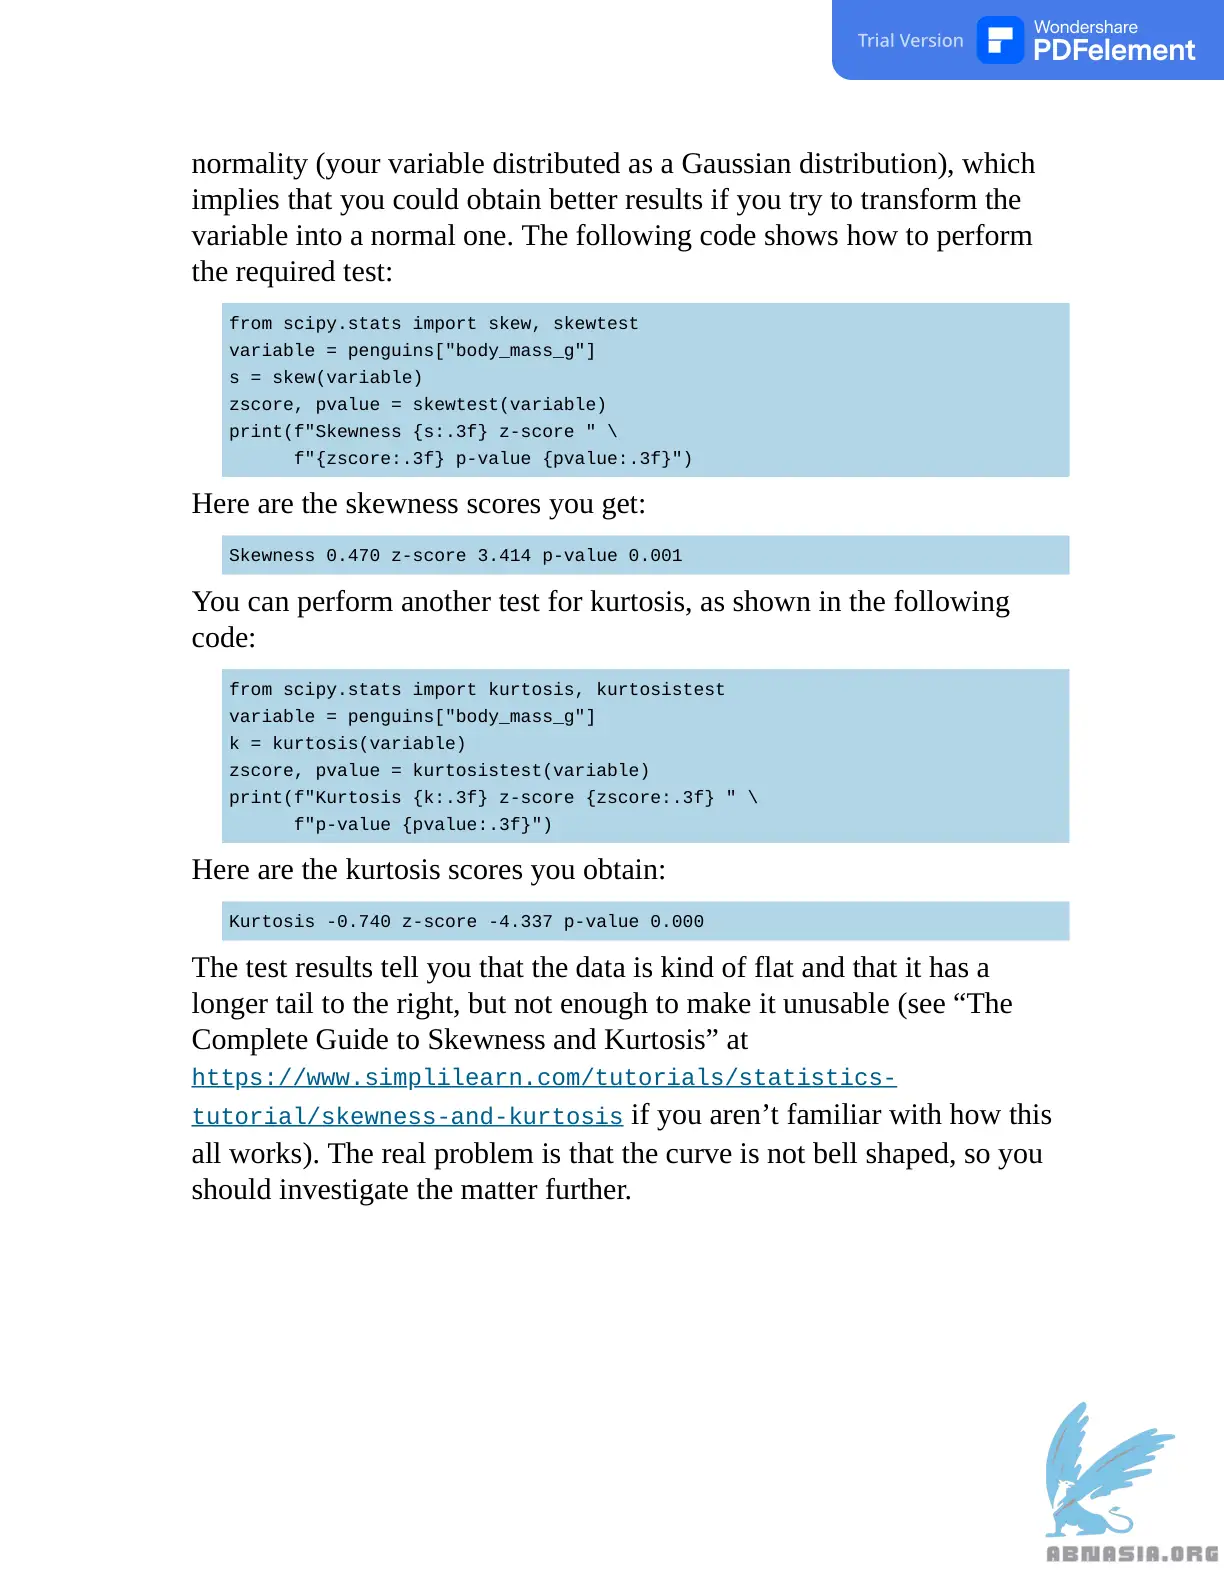 Trial Version
Wondershare
PDFelement
normality (your variable distributed as a Gaussian distribution), which
implies that you could obtain better results if you try to transform the
variable into a normal one. The following code shows how to perform
the required test:
from scipy.stats import skew, skewtest
variable = penguins["body_mass_g"]
s = skew(variable)
zscore, pvalue = skewtest(variable)
print(f"Skewness {s:.3f} z-score " \
      f"{zscore:.3f} p-value {pvalue:.3f}")
Here are the skewness scores you get:
Skewness 0.470 z-score 3.414 p-value 0.001
You can perform another test for kurtosis, as shown in the following
code:
from scipy.stats import kurtosis, kurtosistest
variable = penguins["body_mass_g"]
k = kurtosis(variable)
zscore, pvalue = kurtosistest(variable)
print(f"Kurtosis {k:.3f} z-score {zscore:.3f} " \
      f"p-value {pvalue:.3f}")
Here are the kurtosis scores you obtain:
Kurtosis -0.740 z-score -4.337 p-value 0.000
The test results tell you that the data is kind of flat and that it has a
longer tail to the right, but not enough to make it unusable (see “The
Complete Guide to Skewness and Kurtosis” at
https://www.simplilearn.com/tutorials/statistics-
tutorial/skewness-and-kurtosis if you aren’t familiar with how this
all works). The real problem is that the curve is not bell shaped, so you
should investigate the matter further.
ABNASIA.ORG